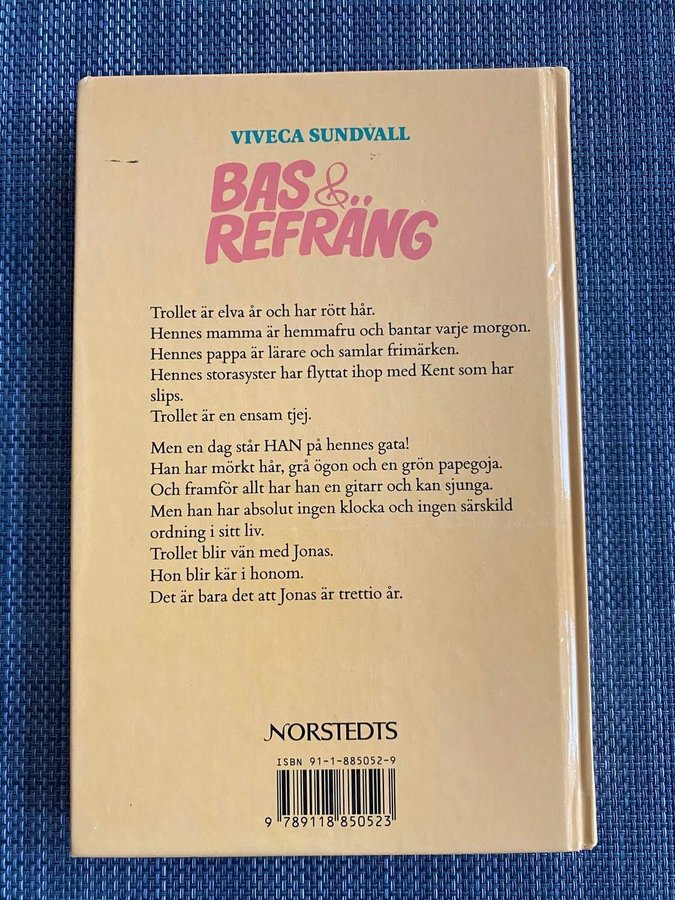 VIVECA SUNDVALL
BAS &
REFRÄNG
Trollet är elva år och har rött hår.
Hennes mamma är hemmafru och bantar varje morgon.
Hennes pappa är lärare och samlar frimärken.
Hennes storasyster har flyttat ihop med Kent som har
slips.
Trollet är en ensam tjej.
Men en dag står HAN på hennes gata!
Han har mörkt hår, grå ögon och en grön papegoja.
Och framför allt har han en gitarr och kan sjunga.
Men han har absolut ingen klocka och ingen särskild
ordning i sitt liv.
Trollet blir vän med Jonas.
Hon blir kär i honom.
Det är bara det att Jonas är trettio år.
NORSTEDTS
ISBN 91-1-885052-9
9 789118 850523